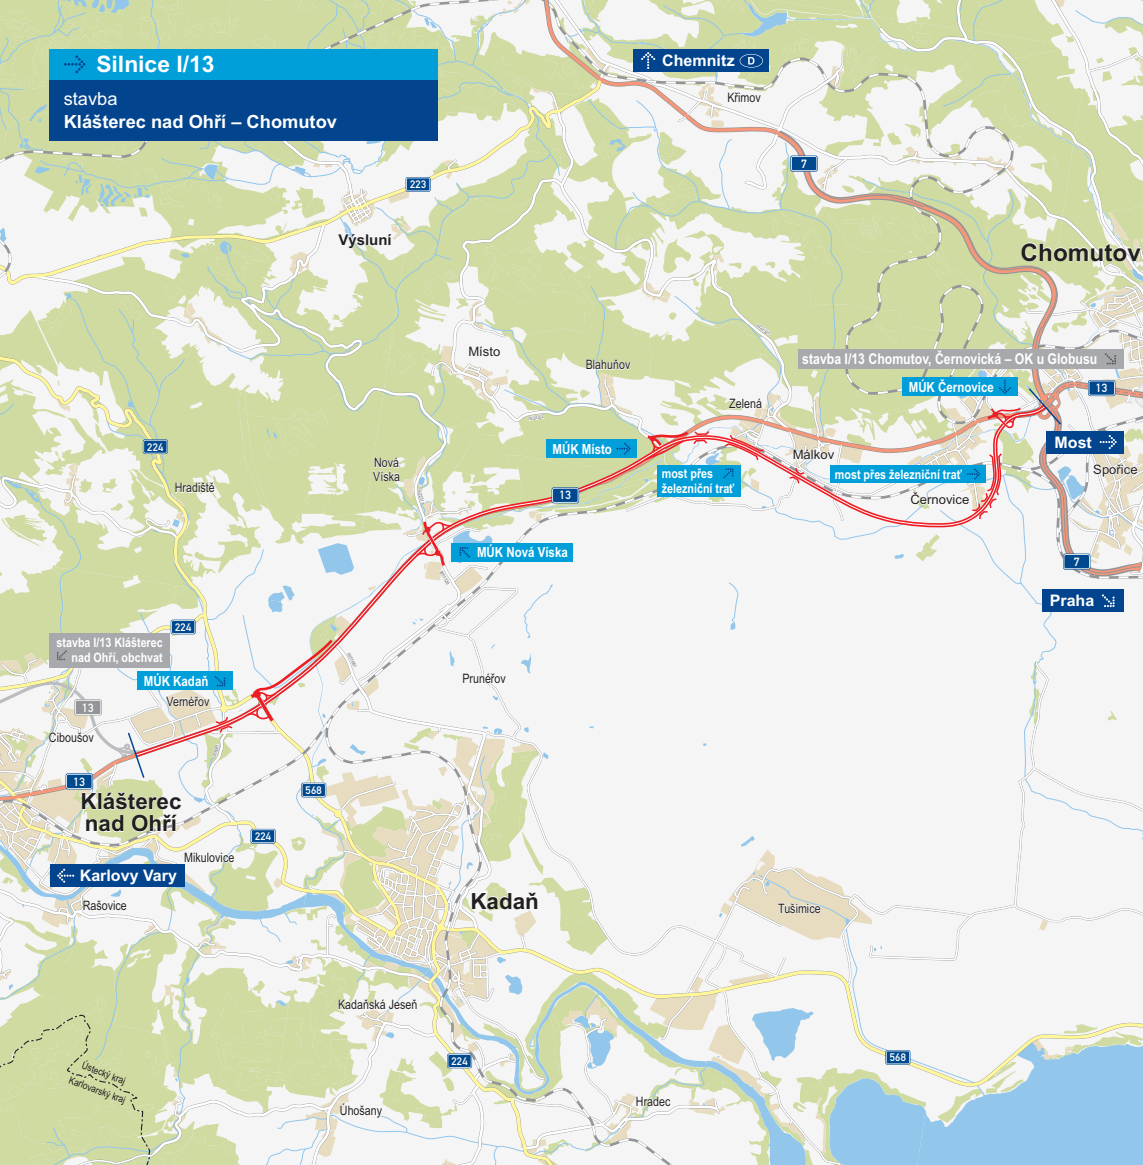 Silnice I/13
stavba
Klášterec nad Ohří – Chomutov
Chemnitz D
Křimov
7
223
Výsluní
Chomutov
Místo
stavba I/13 Chomutov, Černovická – OK u Globusu
Blahuňov
MÚK Černovice
13
Zelená
224
MÚK Místo
Most
Málkov
Nová
Víska
most přes
železniční trať
most přes železniční trať
Spořice
Hradiště
13
Černovice
MÚK Nová Víska
7
Praha
224
stavba I/13 Klášterec
nad Ohří, obchvat
MÚK Kadaň
Prunéřov
Vernéřov
13
Ciboušov
13
568
Klášterec
nad Ohří
224
Mikulovice
Karlovy Vary
Kadaň
Rašovice
Tušimice
Kadaňská Jeseň
568
224
Ústecký kraj
Karlovarský kraj
Hradec
Úhošany